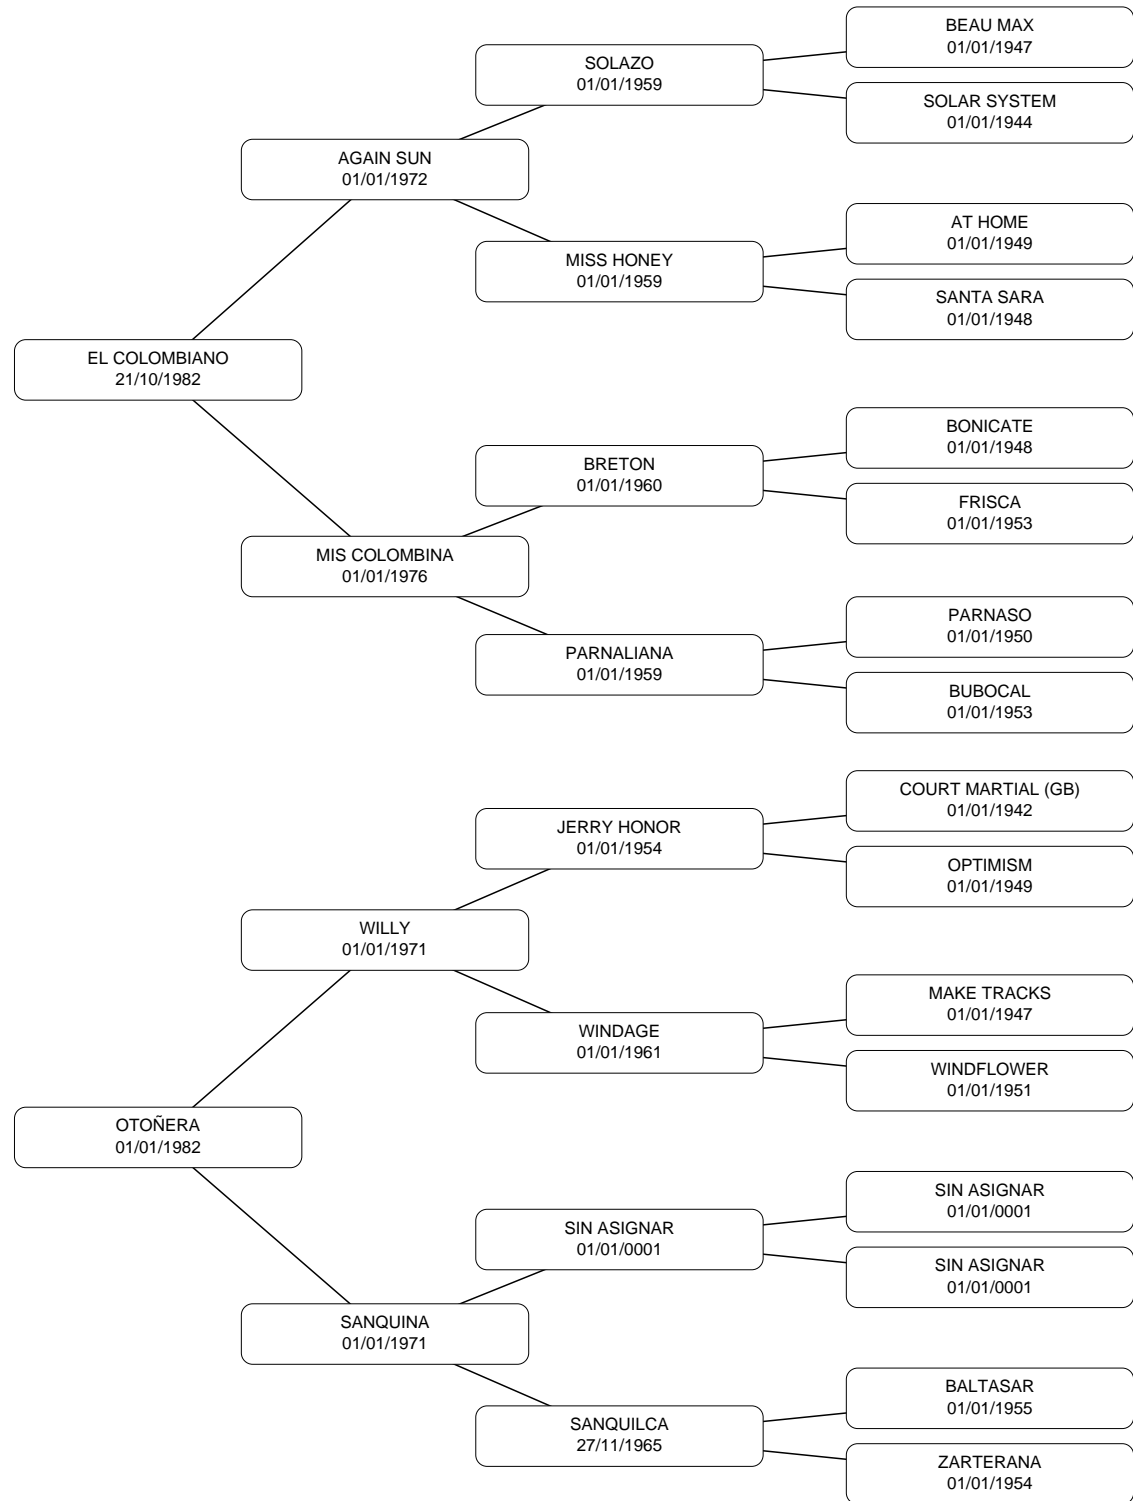 BEAU MAX
01/01/1947
SOLAZO
01/01/1959
SOLAR SYSTEM
01/01/1944
AGAIN SUN
01/01/1972
AT HOME
01/01/1949
MISS HONEY
01/01/1959
SANTA SARA
01/01/1948
EL COLOMBIANO
21/10/1982
BONICATE
01/01/1948
BRETON
01/01/1960
FRISCA
01/01/1953
MIS COLOMBINA
01/01/1976
PARNASO
01/01/1950
PARNALIANA
01/01/1959
BUBOCAL
01/01/1953
COURT MARTIAL (GB)
01/01/1942
JERRY HONOR
01/01/1954
OPTIMISM
01/01/1949
WILLY
01/01/1971
MAKE TRACKS
01/01/1947
WINDAGE
01/01/1961
WINDFLOWER
01/01/1951
OTOÑERA
01/01/1982
SIN ASIGNAR
01/01/0001
SIN ASIGNAR
01/01/0001
SIN ASIGNAR
01/01/0001
SANQUINA
01/01/1971
BALTASAR
01/01/1955
SANQUILCA
27/11/1965
ZARTERANA
01/01/1954